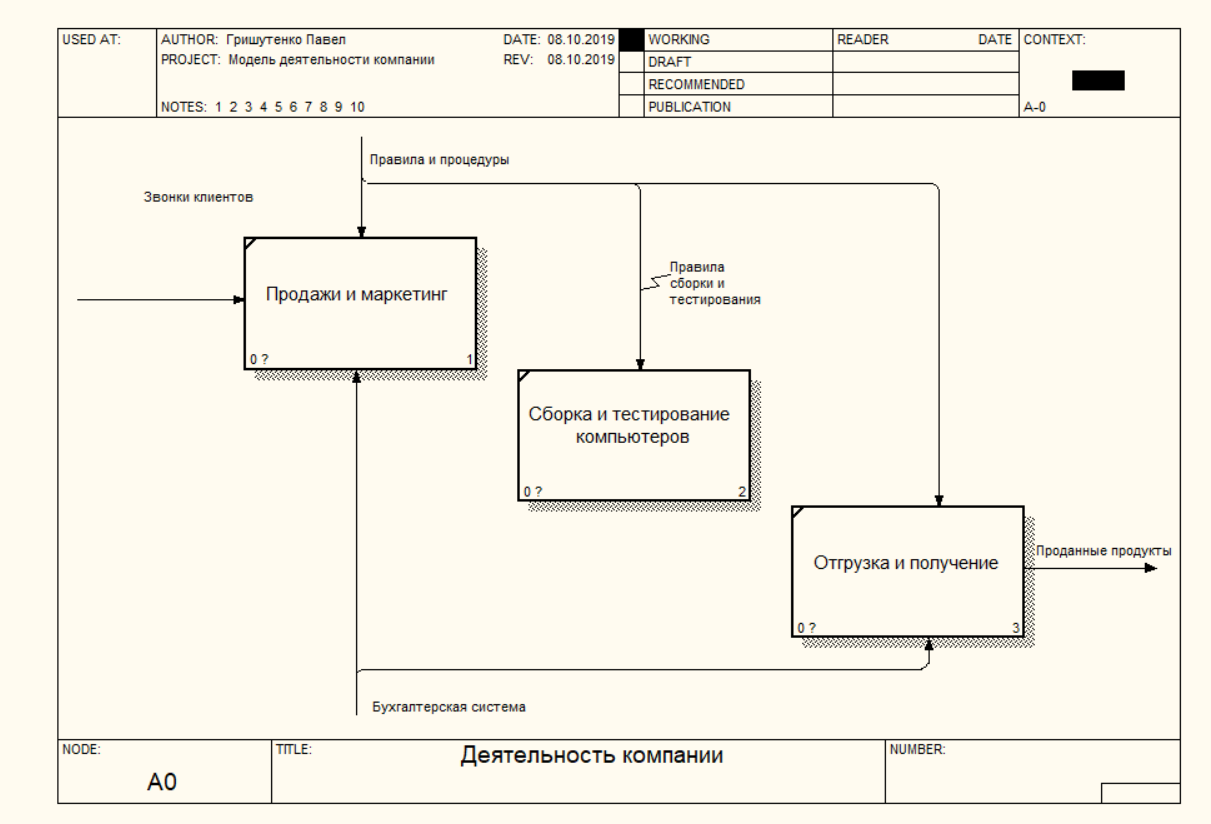 USED AT:
AUTHOR: Гришутенко Павел
DATE: 08.10.2019
WORKING
READER
DATE
CONTEXT:
PROJECT: Модель деятельности компании
REV: 08.10.2019
DRAFT
RECOMMENDED
NOTES: 1 2 3 4 5 6 7 8 9 10
PUBLICATION
A-0
Правила и процедуры
Звонки клиентов
Правила
сборки и
тестирования
Продажи и маркетинг
0 ?
1
Сборка и тестирование
компьютеров
0 ?
2
Отгрузка и получение
0 ?
3
Проданные продукты
Бухгалтерская система
NODE:
A0
TITLE:
Деятельность компании
NUMBER: